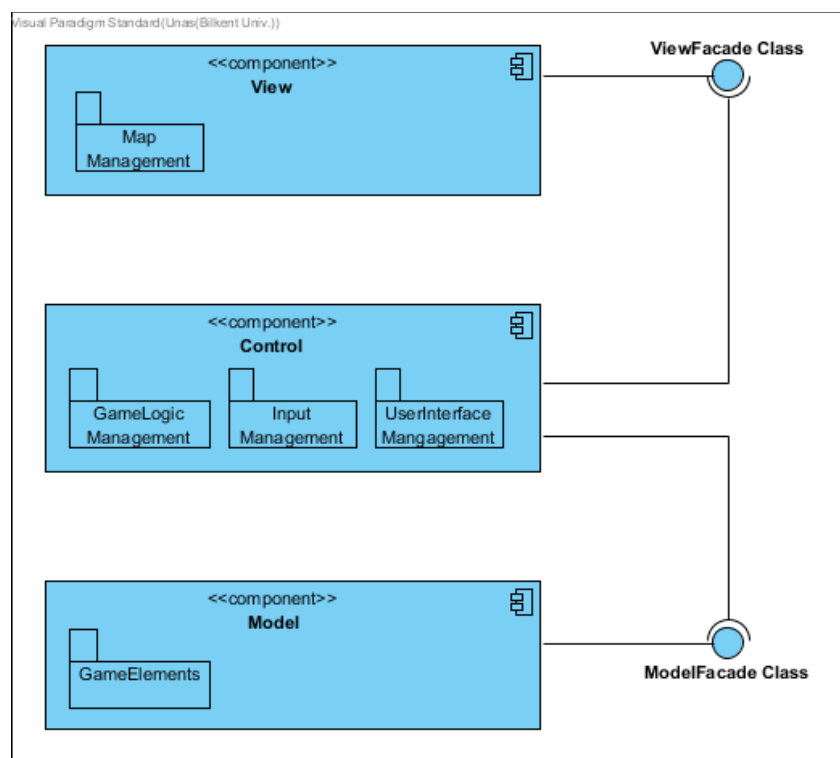 Visual Paradigm Standard(Unas(Bilkent Univ.))
ViewFacade Class
<<component>>
View
Map
Management
<<component>>
Control
GameLogic
Management
Input
Management
UserInterface
Mangagement
<<component>>
Model
GameElements
ModelFacade Class